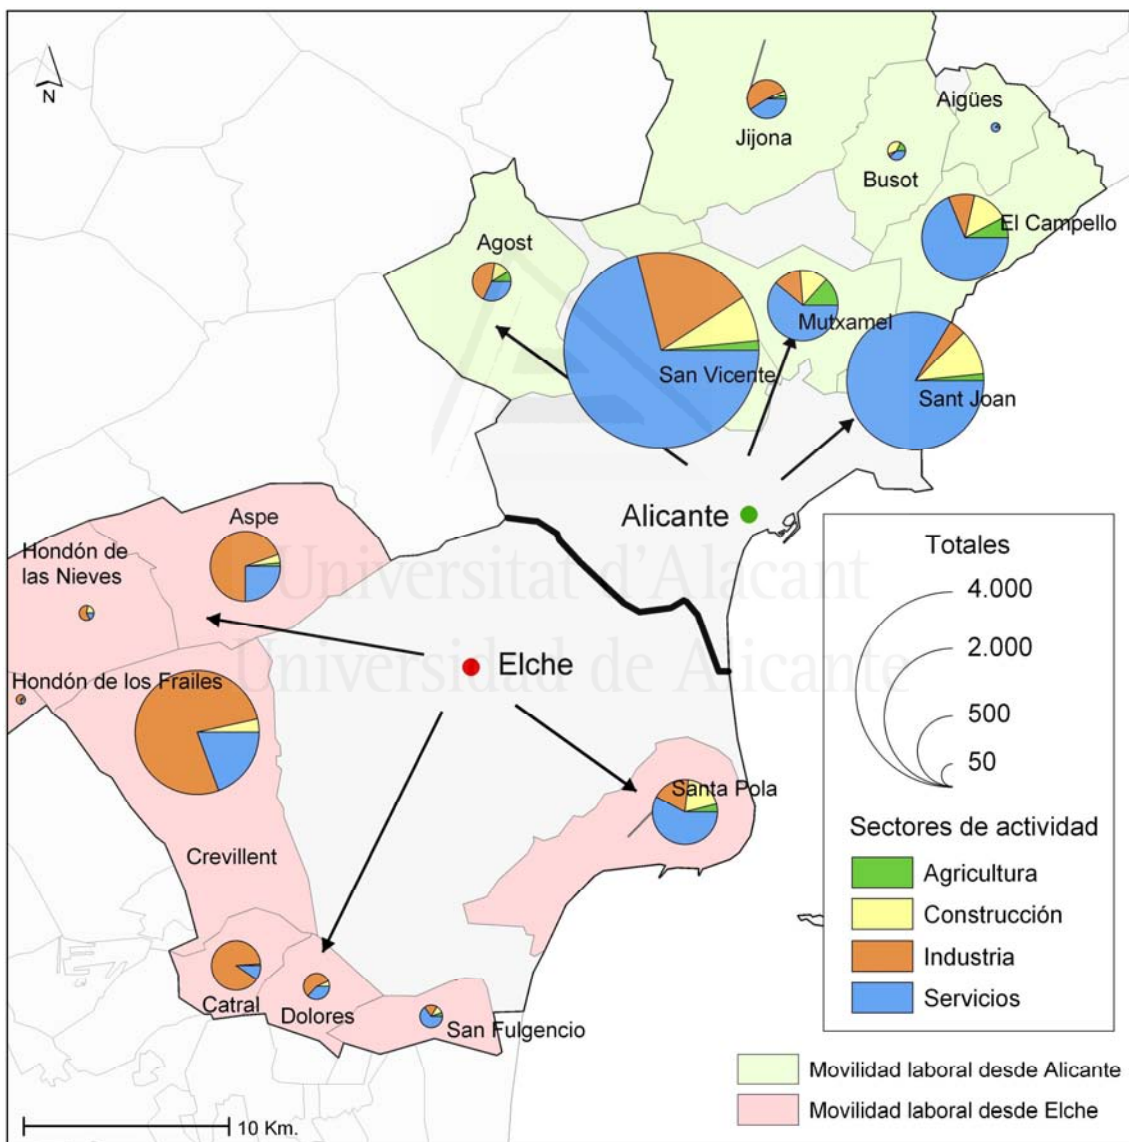 N
Jijona
Aigües
Busot
El Campello
Agost
Mutxamel
San Vicente
Sant Joan
Alicante
Aspe
Hondón de
las Nieves
Universitat d'Alacant
Universidad de Alicante
Elche
Hondón de los Frailes
Santa Pola
Crevillent
Catral
Dolores
San Fulgencio
10 Km.
Totales
4.000
2.000
500
50
Sectores de actividad
Agricultura
Construcción
Industria
Servicios
Movilidad laboral desde Alicante
Movilidad laboral desde Elche